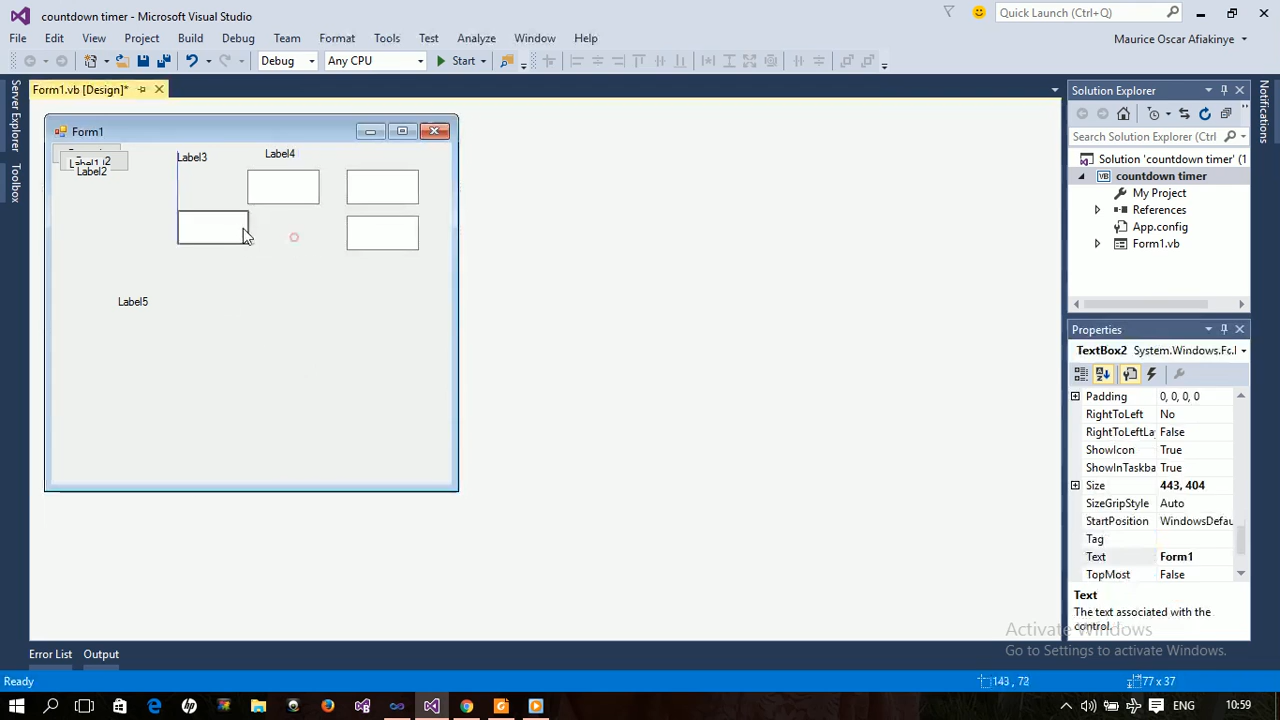 countdown timer - Microsoft Visual Studio
Quick Launch (Ctrl+Q)
File Edit View Project Build Debug Team Format Tools Test Analyze Window Help
Maurice Oscar Afiakinye
Debug Any CPU Start
Form1.vb [Design]*
Server Explorer
Toolbox
Form1
Label1
Label2
Label3
Label4
Label5
Solution Explorer
Search Solution Explorer (Ctrl
Solution 'countdown timer' (1
countdown timer
My Project
References
App.config
Form1.vb
Notifications
Properties
TextBox2 System.Windows.Fc.
Padding 0, 0, 0, 0
RightToLeft No
RightToLeftLa False
ShowIcon True
ShowInTaskba True
Size 443, 404
SizeGripStyle Auto
StartPosition WindowsDefau
Tag
Text Form1
TopMost False
Text
The text associated with the
control.
Activate Windows
Go to Settings to activate Windows.
Error List Output
Ready
143 , 72
77 x 37
ENG
10:59